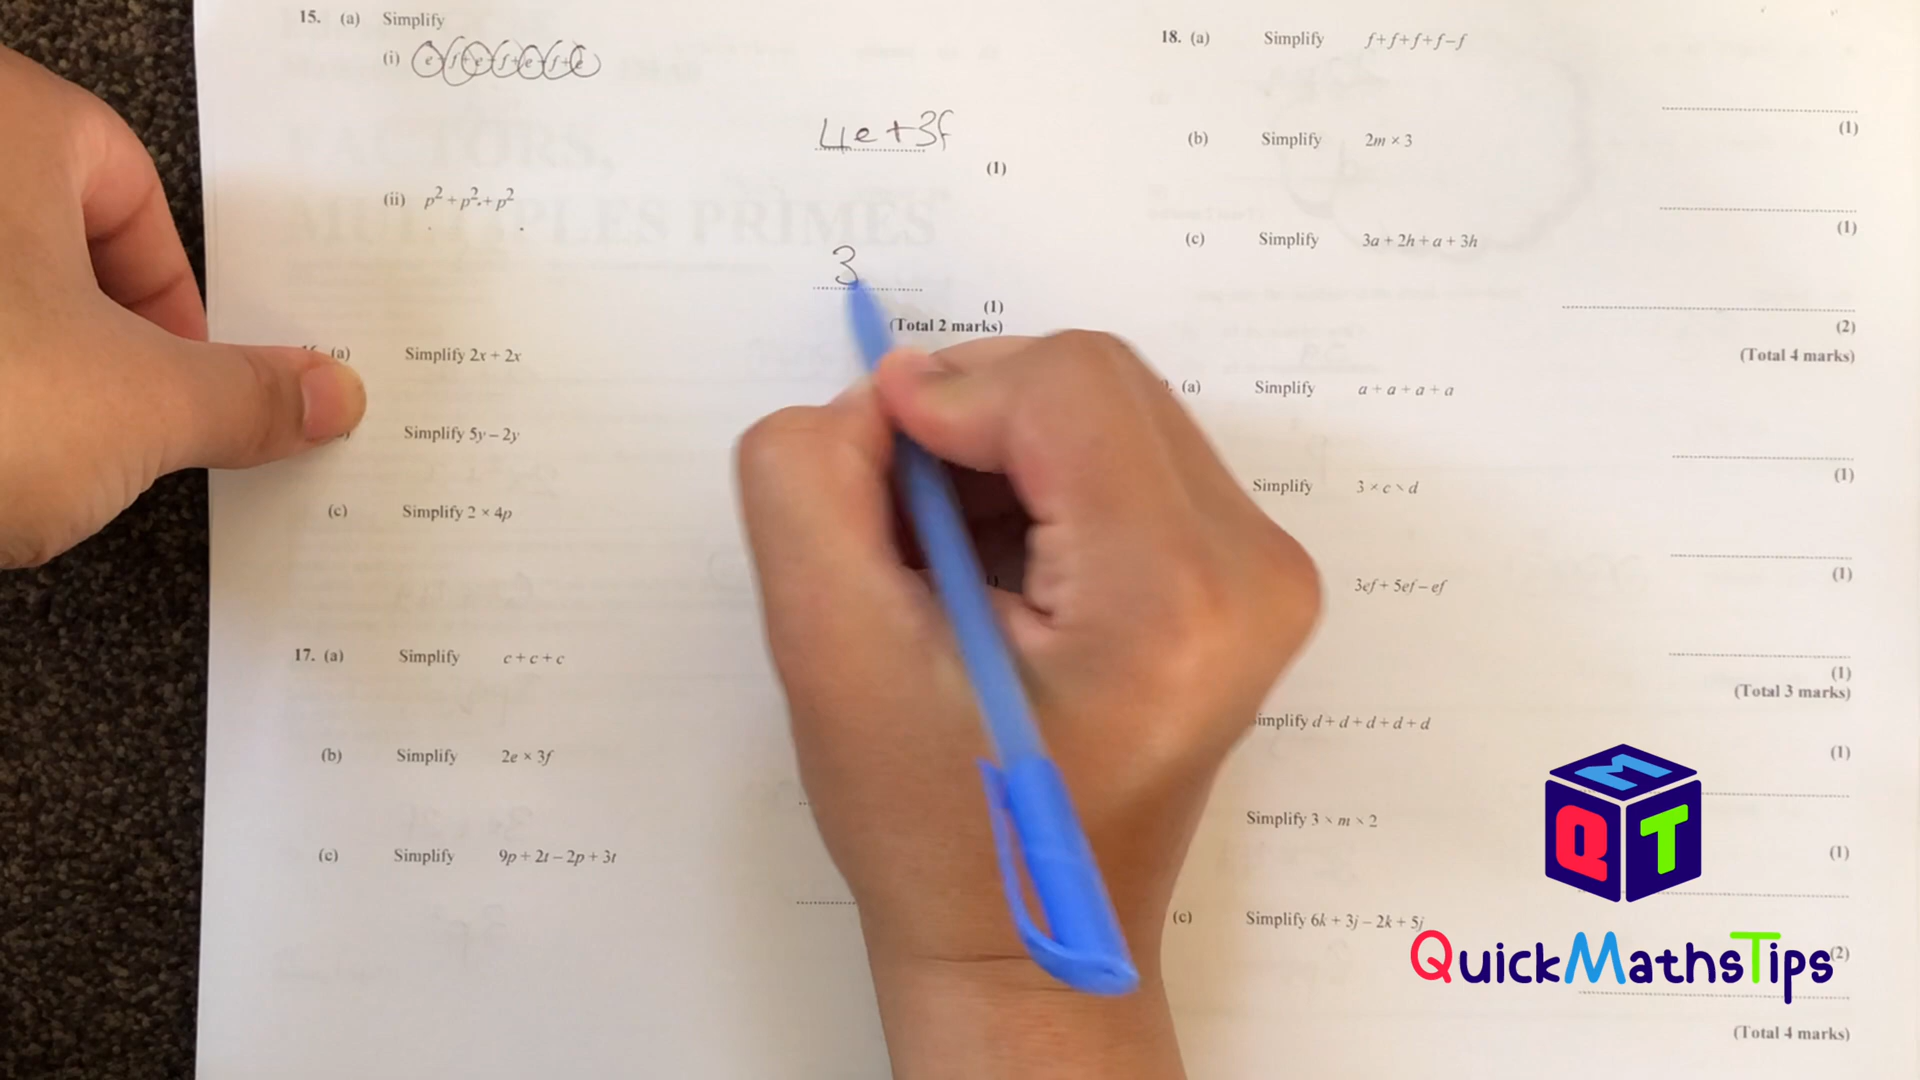 15. (a) Simplify
(i) e + f + e + f + e + f + e
4e + 3f
(1)
(ii) p² + p² + p²
3
(1)
(Total 2 marks)
(a) Simplify 2x + 2x
Simplify 5y – 2y
(c) Simplify 2 × 4p
17. (a) Simplify c + c + c
(b) Simplify 2e × 3f
(c) Simplify 9p + 2t – 2p + 3t
18. (a) Simplify f + f + f + f – f
(1)
(b) Simplify 2m × 3
(1)
(c) Simplify 3a + 2h + a + 3h
(2)
(Total 4 marks)
(a) Simplify a + a + a + a
(1)
Simplify 3 × c × d
(1)
3ef + 5ef – ef
(1)
(Total 3 marks)
Simplify d + d + d + d + d
(1)
Simplify 3 × m × 2
(1)
(c) Simplify 6k + 3j – 2k + 5j
(2)
(Total 4 marks)
M
Q T
QuickMathsTips